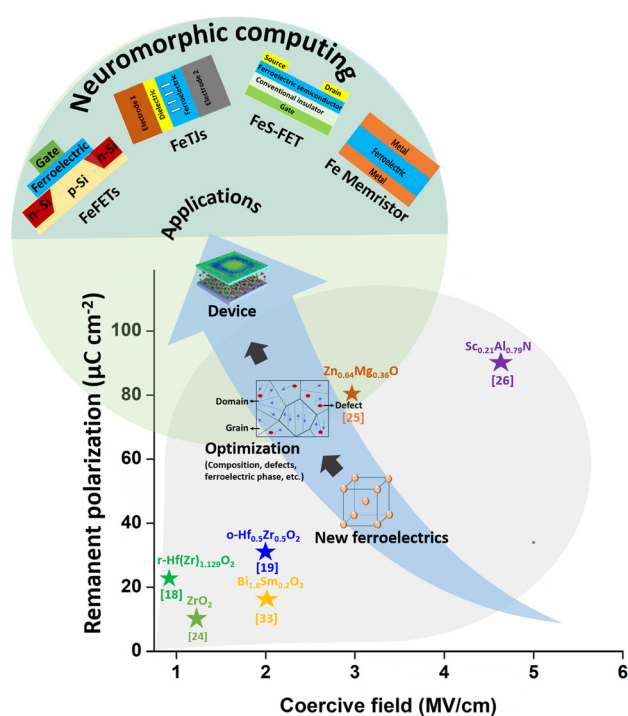 Neuromorphic computing
Electrode 1
Dielectric
Ferroelectric
Electrode 2
FeTJs
Source
Drain
Ferroelectric semiconductor
Conventional insulator
Gate
FeS-FET
Gate
Ferroelectric
n-Si
n- Si
p-Si
FeFETs
Metal
Ferroelectric
Metal
Fe Memristor
Applications
Device
Remanent polarization (µC cm⁻²)
100
80
60
40
20
0
Sc₀.₂₁Al₀.₇₉N
[26]
Zn₀.₆₄Mg₀.₃₆O
[25]
Domain
Defect
Grain
Optimization
(Composition, defects,
ferroelectric phase, etc.)
New ferroelectrics
o-Hf₀.₅Zr₀.₅O₂
[19]
r-Hf(Zr)₁.₁₂₉O₂
[18]
Bi₁.₈Sm₀.₂O₃
[33]
ZrO₂
[24]
1 2 3 4 5 6
Coercive field (MV/cm)